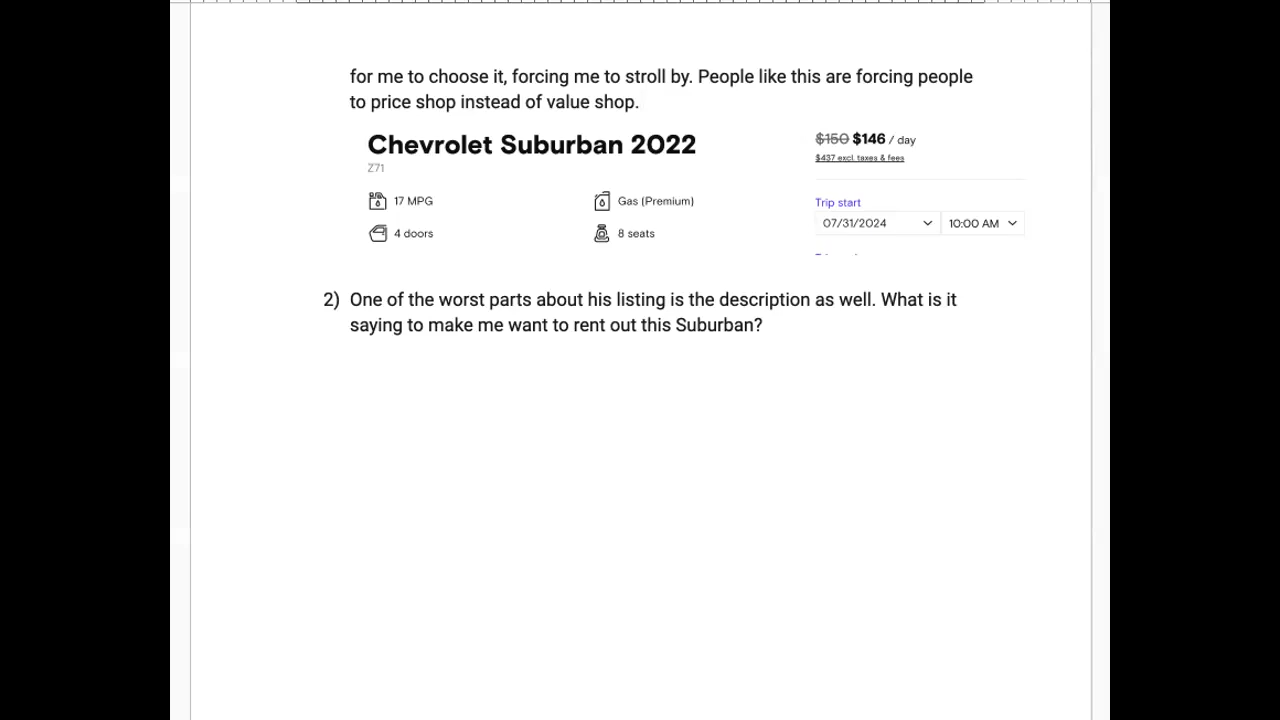 for me to choose it, forcing me to stroll by. People like this are forcing people
to price shop instead of value shop.
Chevrolet Suburban 2022
Z71
17 MPG
Gas (Premium)
4 doors
8 seats
$150 $146 / day
$437 excl. taxes & fees
Trip start
07/31/2024
10:00 AM
2) One of the worst parts about his listing is the description as well. What is it
saying to make me want to rent out this Suburban?